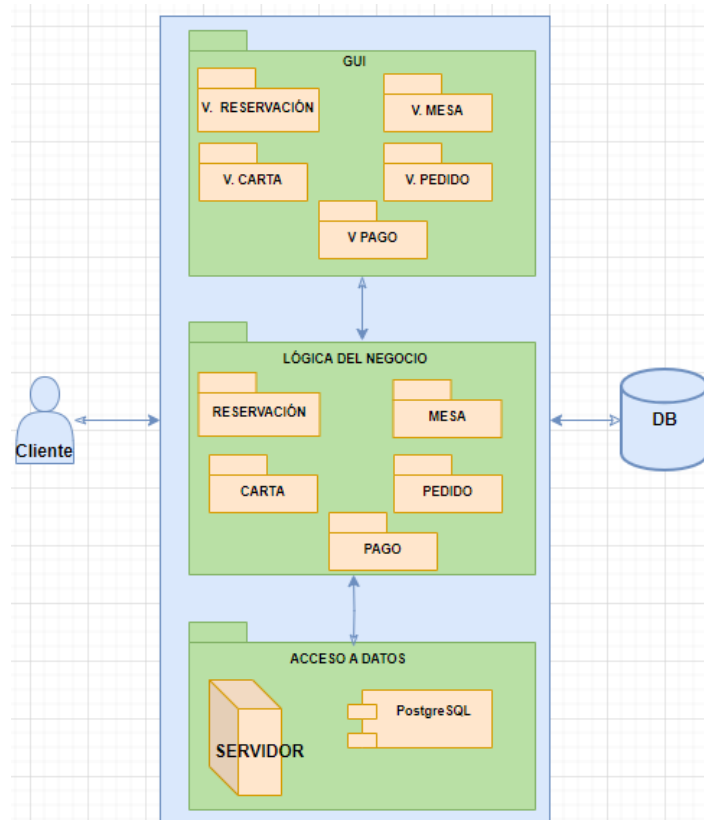 GUI
V. RESERVACIÓN
V. MESA
V. CARTA
V. PEDIDO
V PAGO
LÓGICA DEL NEGOCIO
RESERVACIÓN
MESA
Cliente
DB
CARTA
PEDIDO
PAGO
ACCESO A DATOS
PostgreSQL
SERVIDOR